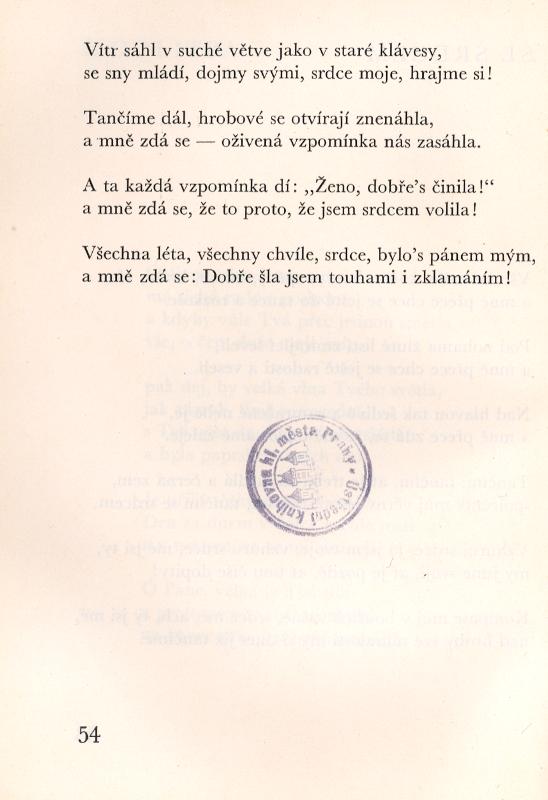 Vítr sáhl v suché větve jako v staré klávesy,
se sny mládí, dojmy svými, srdce moje, hrajme si!
Tančíme dál, hrobové se otvírají znenáhla,
a mně zdá se — oživená vzpomínka nás zasáhla.
A ta každá vzpomínka dí: „Ženo, dobře's činila!“
a mně zdá se, že to proto, že jsem srdcem volila!
Všechna léta, všechny chvíle, srdce, bylo's pánem mým,
a mně zdá se: Dobře šla jsem touhami i zklamáním!
Ústřední knihovna hl. města Prahy
54